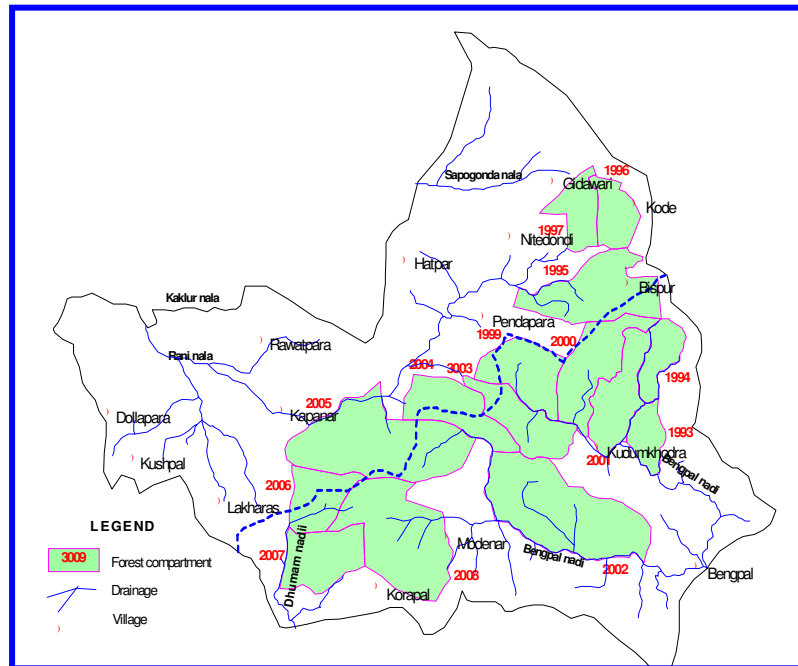 1996
Sapogonda nala
Gidawari
Kode
1997
Nitedondi
Hatpar
1995
Bispur
Kaklur nala
Pendapara
1999
2000
Rawatpara
Rani nala
2004
3003
1994
2005
Kapanar
Dollapara
1993
Kushpal
2001
Kudumkhodra
Bengpal nadi
2006
Lakharas
LEGEND
3009
Forest compartment
2007
Dhumam nadii
Modenar
Bengpal nadi
2002
2008
Bengpal
Drainage
Korapal
Village